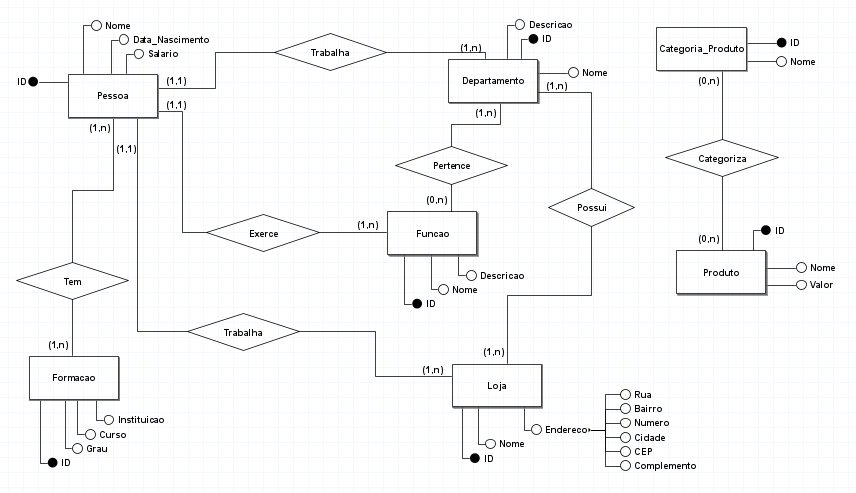 Nome
Data_Nascimento
Salario
ID
Pessoa
(1,1)
(1,1)
(1,n)
(1,1)
Trabalha
(1,n)
Descricao
ID
Departamento
Nome
(1,n)
(1,n)
Categoria_Produto
ID
Nome
(0,n)
Pertence
Categoriza
(0,n)
Possui
(0,n)
Exerce
(1,n)
Funcao
Descricao
Nome
ID
ID
Produto
Nome
Valor
Tem
(1,n)
Formacao
Instituicao
Curso
Grau
ID
Trabalha
(1,n)
(1,n)
Loja
Nome
ID
Endereco
Rua
Bairro
Numero
Cidade
CEP
Complemento